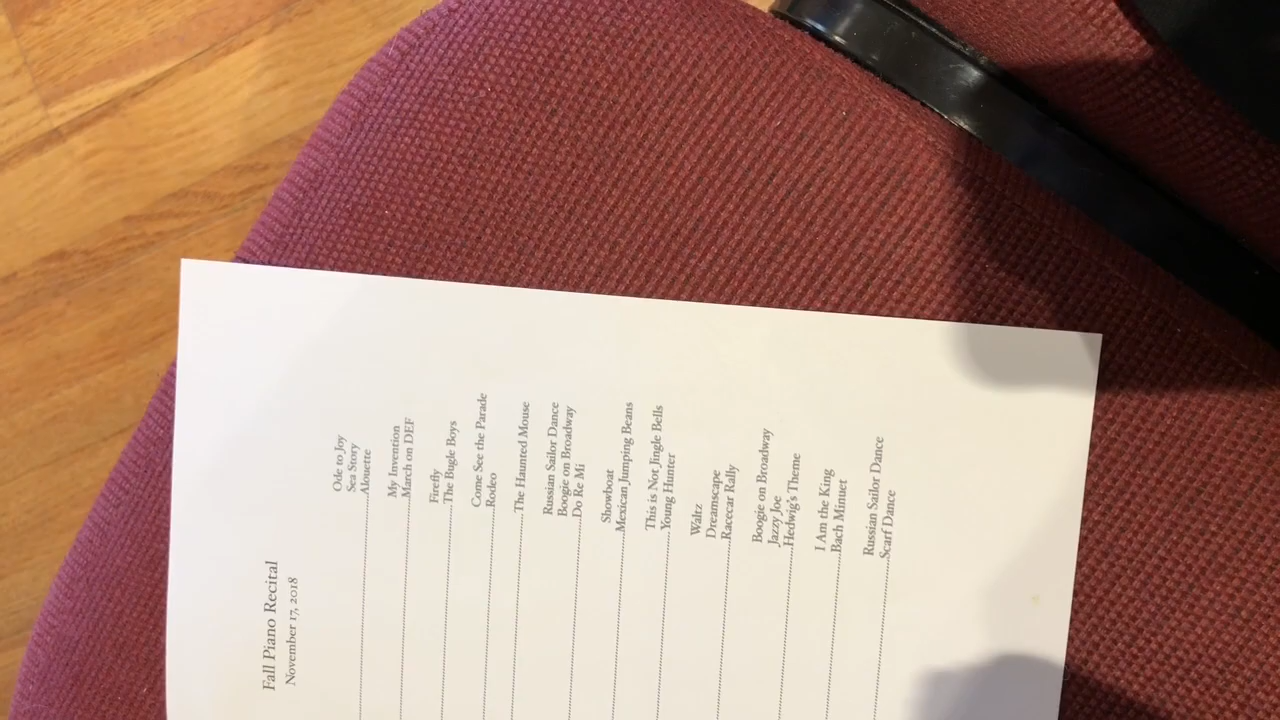 Fall Piano Recital
November 17, 2018
Ode to Joy
Sea Story
Alouette
My Invention
March on DEF
Firefly
The Bugle Boys
Come See the Parade
Rodeo
The Haunted Mouse
Russian Sailor Dance
Boogie on Broadway
Do Re Mi
Showboat
Mexican Jumping Beans
This is Not Jingle Bells
Young Hunter
Waltz
Dreamscape
Racecar Rally
Boogie on Broadway
Jazzy Joe
Hedwig's Theme
I Am the King
Bach Minuet
Russian Sailor Dance
Scarf Dance